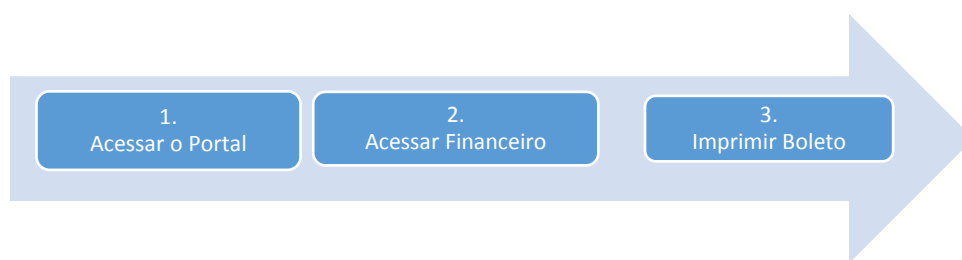 1.
Acessar o Portal
2.
Acessar Financeiro
3.
Imprimir Boleto